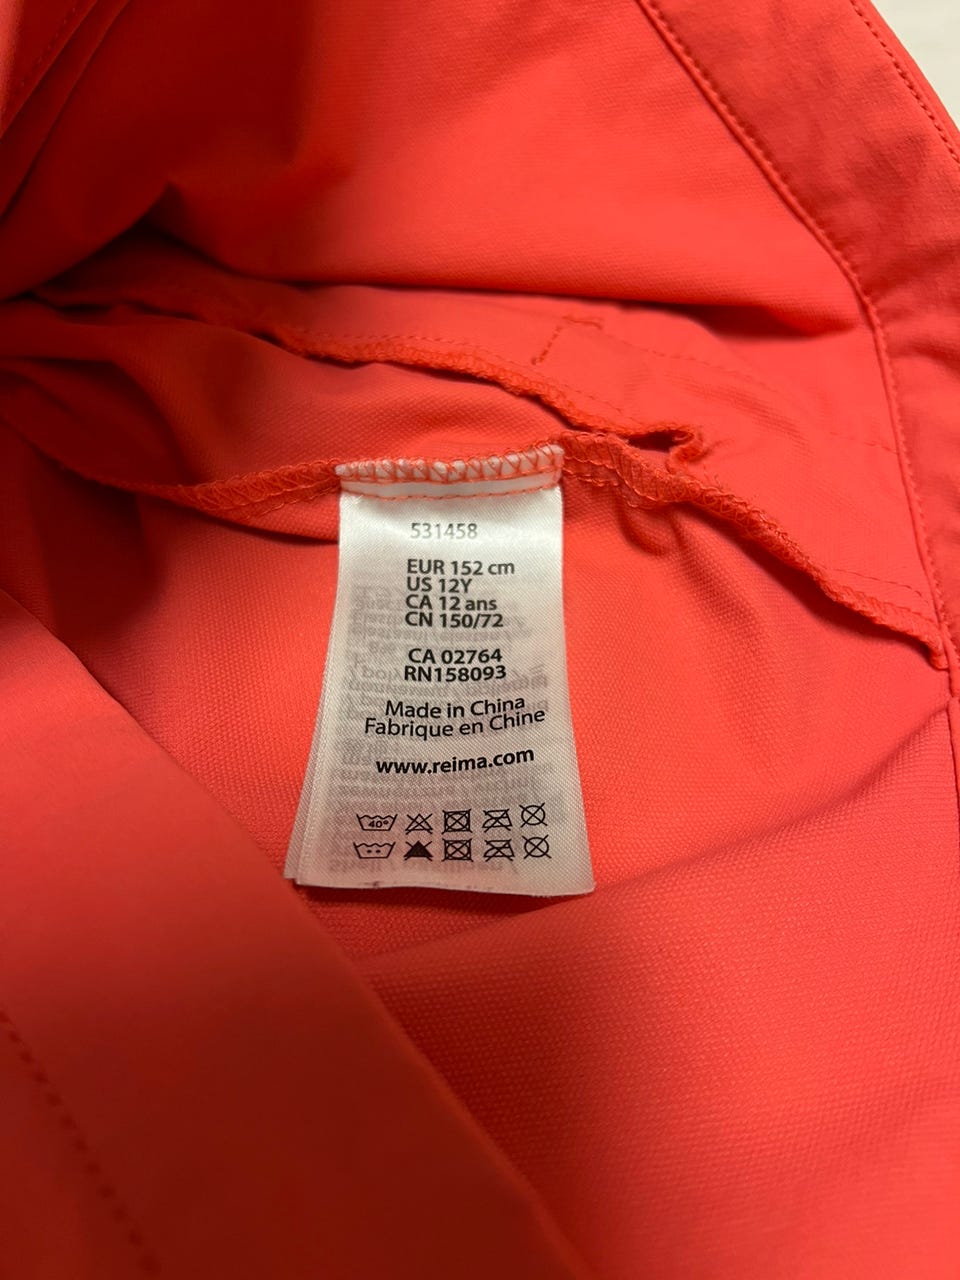 531458
EUR 152 cm
US 12Y
CA 12 ans
CN 150/72
CA 02764
RN158093
Made in China
Fabrique en Chine
www.reima.com
40°